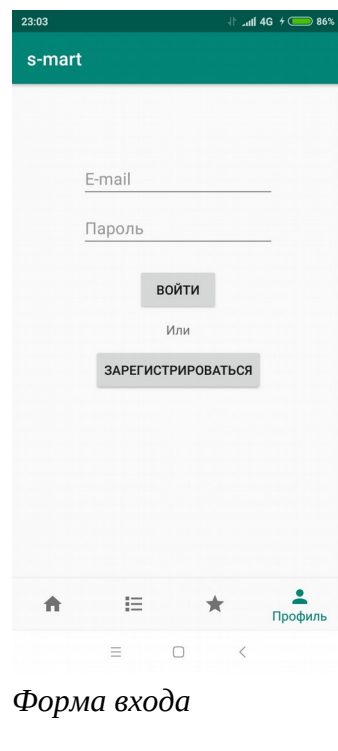 23:03 4G 86%
s-mart
E-mail
Пароль
ВОЙТИ
Или
ЗАРЕГИСТРИРОВАТЬСЯ
Профиль
Форма входа